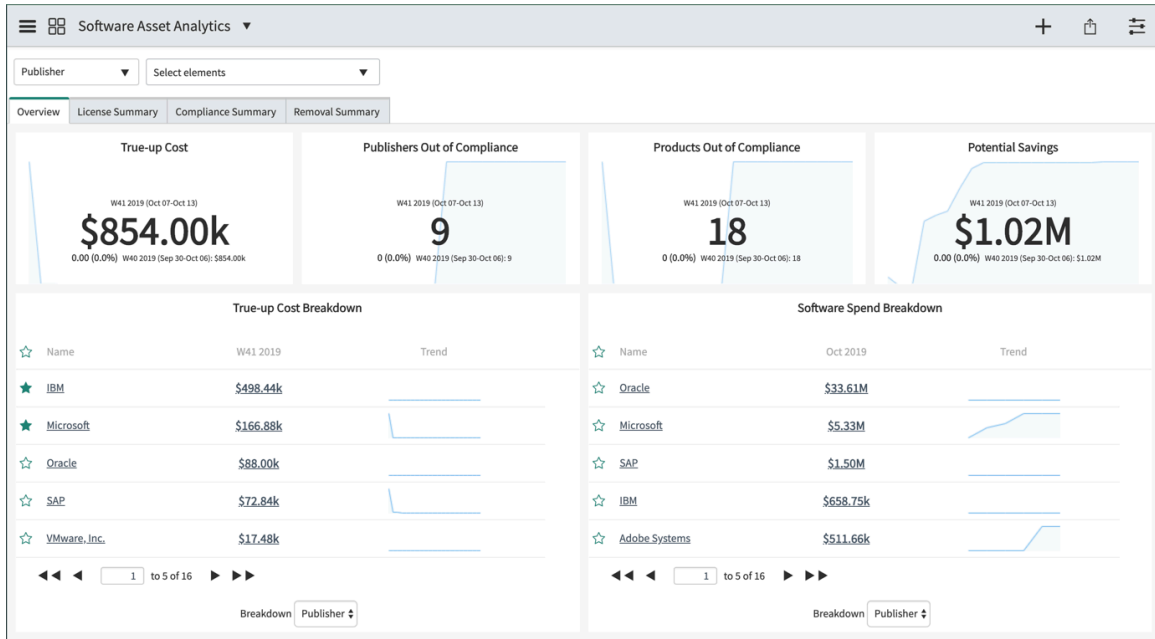 Software Asset Analytics
Publisher Select elements
Overview License Summary Compliance Summary Removal Summary
True-up Cost
W41 2019 (Oct 07-Oct 13)
$854.00k
0.00 (0.0%) W40 2019 (Sep 30-Oct 06): $854.00k
Publishers Out of Compliance
W41 2019 (Oct 07-Oct 13)
9
0 (0.0%) W40 2019 (Sep 30-Oct 06): 9
Products Out of Compliance
W41 2019 (Oct 07-Oct 13)
18
0 (0.0%) W40 2019 (Sep 30-Oct 06): 18
Potential Savings
W41 2019 (Oct 07-Oct 13)
$1.02M
0.00 (0.0%) W40 2019 (Sep 30-Oct 06): $1.02M
True-up Cost Breakdown
Name W41 2019 Trend
IBM $498.44k
Microsoft $166.88k
Oracle $88.00k
SAP $72.84k
VMware, Inc. $17.48k
1 to 5 of 16
Breakdown Publisher
Software Spend Breakdown
Name Oct 2019 Trend
Oracle $33.61M
Microsoft $5.33M
SAP $1.50M
IBM $658.75k
Adobe Systems $511.66k
1 to 5 of 16
Breakdown Publisher